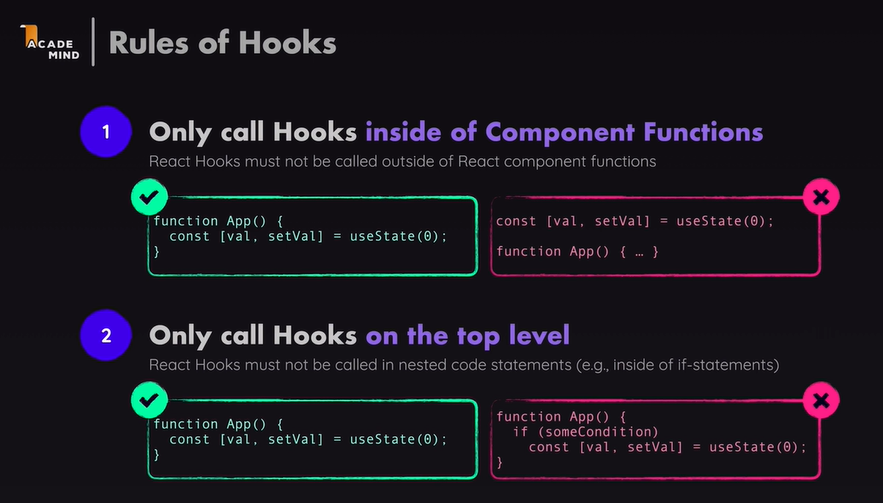 ACADE
MIND
Rules of Hooks
1
Only call Hooks inside of Component Functions
React Hooks must not be called outside of React component functions
function App() {
  const [val, setVal] = useState(0);
}
const [val, setVal] = useState(0);
function App() { … }
2
Only call Hooks on the top level
React Hooks must not be called in nested code statements (e.g., inside of if-statements)
function App() {
  const [val, setVal] = useState(0);
}
function App() {
  if (someCondition)
    const [val, setVal] = useState(0);
}